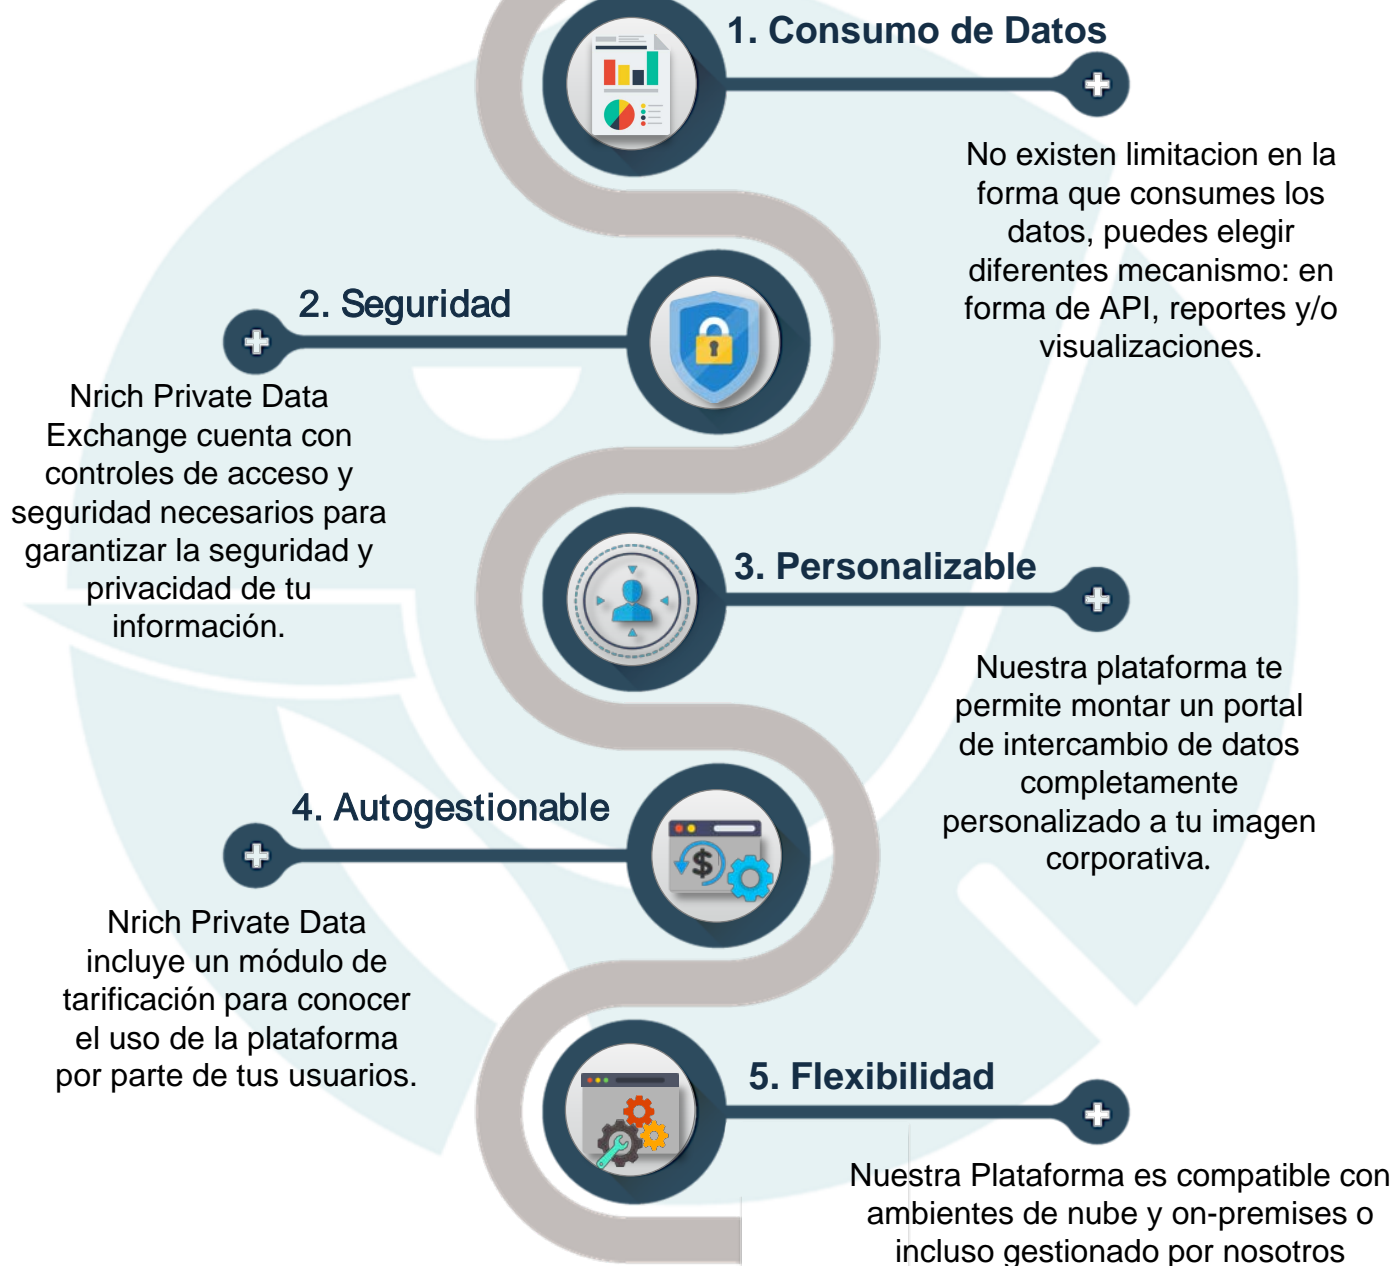 1. Consumo de Datos
No existen limitacion en la
forma que consumes los
datos, puedes elegir
diferentes mecanismo: en
forma de API, reportes y/o
visualizaciones.
2. Seguridad
Nrich Private Data
Exchange cuenta con
controles de acceso y
seguridad necesarios para
garantizar la seguridad y
privacidad de tu
información.
3. Personalizable
Nuestra plataforma te
permite montar un portal
de intercambio de datos
completamente
personalizado a tu imagen
corporativa.
4. Autogestionable
Nrich Private Data
incluye un módulo de
tarificación para conocer
el uso de la plataforma
por parte de tus usuarios.
5. Flexibilidad
Nuestra Plataforma es compatible con
ambientes de nube y on-premises o
incluso gestionado por nosotros